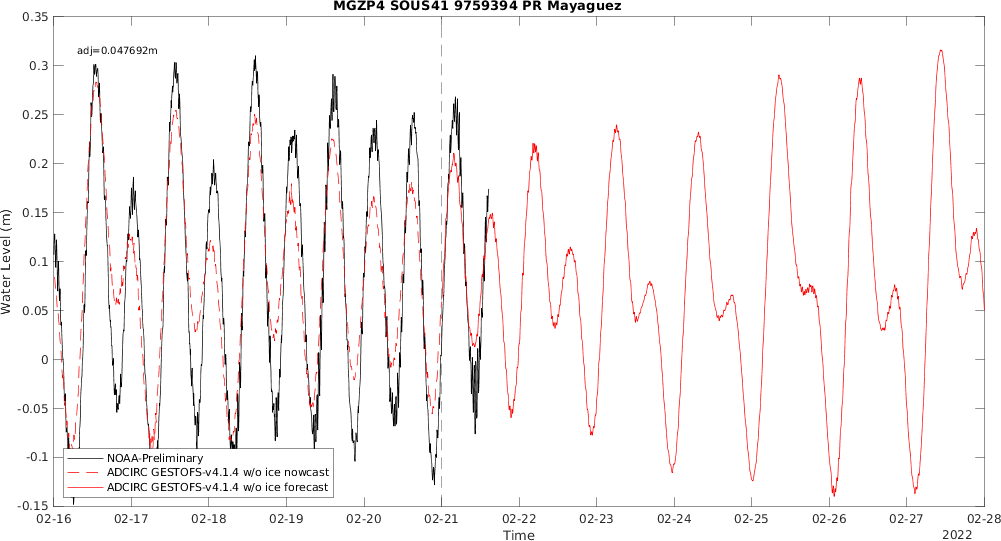 MGZP4 SOUS41 9759394 PR Mayaguez
adj=0.047692m
0.35
0.3
0.25
0.2
0.15
0.1
0.05
0
-0.05
-0.1
-0.15
Water Level (m)
NOAA-Preliminary
ADCIRC GESTOFS-v4.1.4 w/o ice nowcast
ADCIRC GESTOFS-v4.1.4 w/o ice forecast
02-16 02-17 02-18 02-19 02-20 02-21 02-22 02-23 02-24 02-25 02-26 02-27 02-28
Time
2022